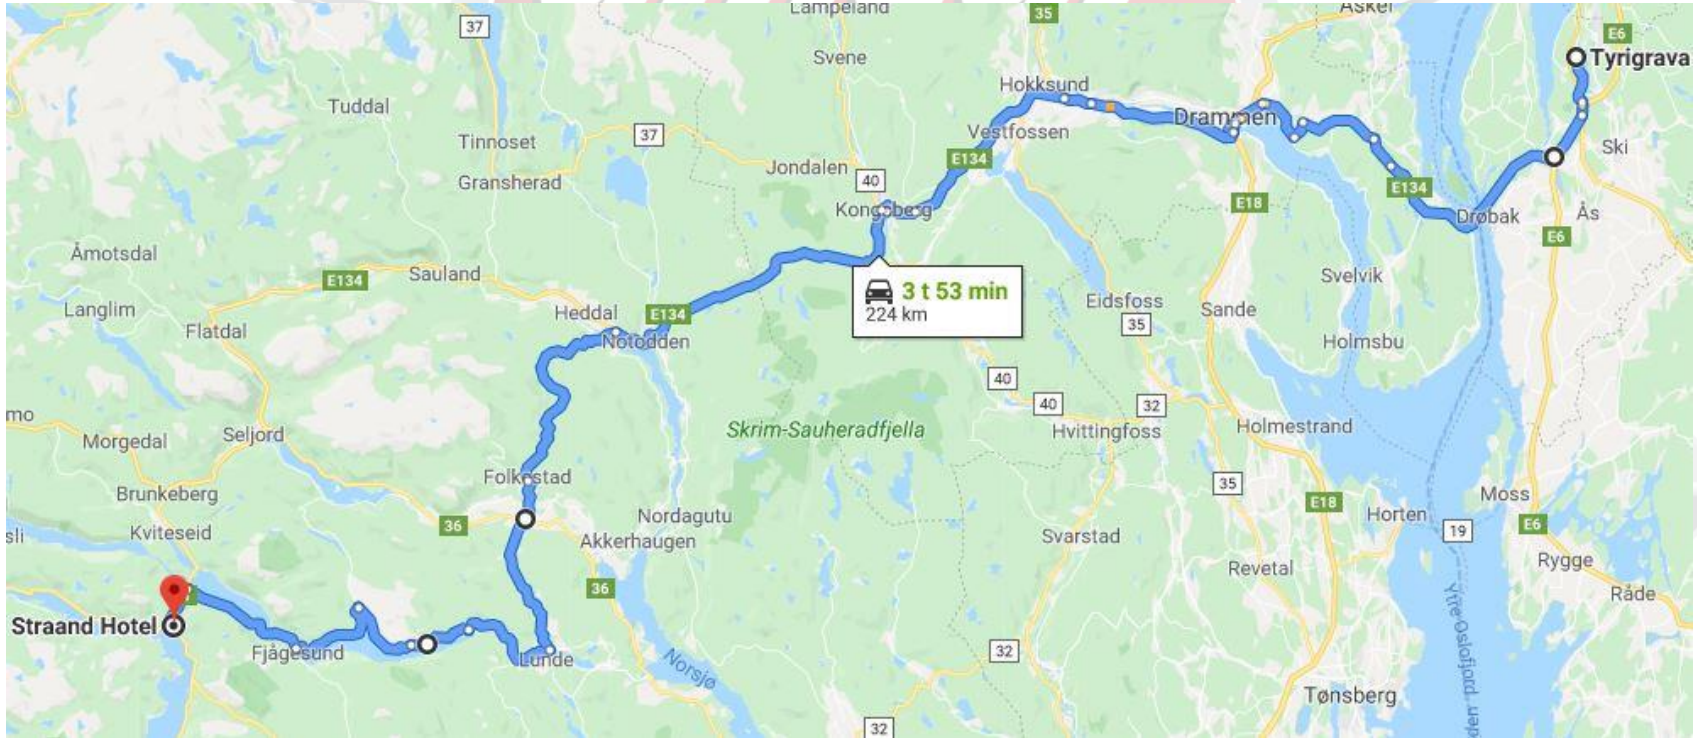 37
Lampeland
35
Asker
E6
Svene
Tyrigrava
Hokksund
Tuddal
Drammen
37
Tinnoset
Vestfossen
Ski
E134
Jondalen
Gransherad
40
E134
E18
Kongsberg
Drøbak
Ås
E6
Åmotsdal
Sauland
E134
Svelvik
3 t 53 min
224 km
Eidsfoss
Langlim
Heddal
E134
Sande
35
Flatdal
Notodden
Holmsbu
40
40
32
mo
Skrim-Sauheradfjella
Hvittingfoss
Holmestrand
Morgedal
Seljord
Folkestad
35
Brunkeberg
E18
Moss
Nordagutu
Horten
36
E6
Kviteseid
sli
Akkerhaugen
Svarstad
19
Rygge
Revetal
36
Råde
Straand Hotel
Fjågesund
Lunde
32
Norsjø
Ytre Oslofjord
den
Tønsberg
32